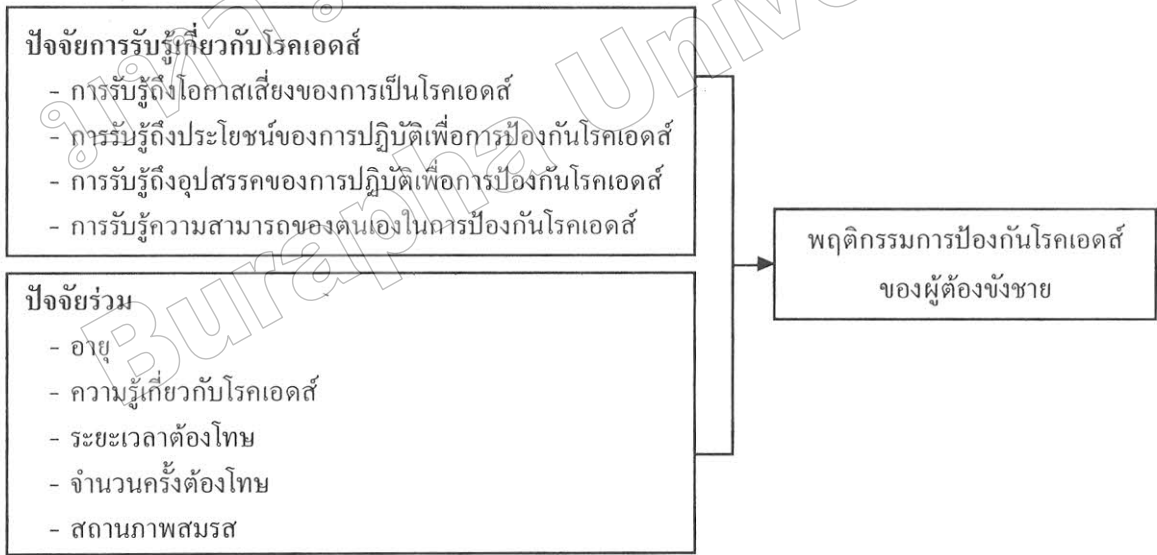 ปัจจัยการรับรู้เกี่ยวกับโรคเอดส์
- การรับรู้ถึงโอกาสเสี่ยงของการเป็นโรคเอดส์
- การรับรู้ถึงประโยชน์ของการปฏิบัติเพื่อการป้องกันโรคเอดส์
- การรับรู้ถึงอุปสรรคของการปฏิบัติเพื่อการป้องกันโรคเอดส์
- การรับรู้ความสามารถของตนเองในการป้องกันโรคเอดส์
ปัจจัยร่วม
- อายุ
- ความรู้เกี่ยวกับโรคเอดส์
- ระยะเวลาต้องโทษ
- จำนวนครั้งต้องโทษ
- สถานภาพสมรส
พฤติกรรมการป้องกันโรคเอดส์
ของผู้ต้องขังชาย
Burapha